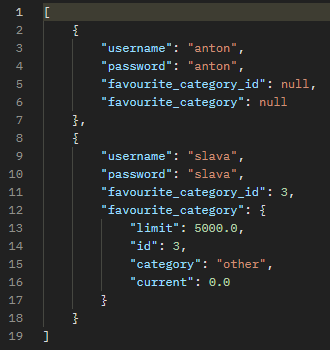 1 [
2     {
3         "username": "anton",
4         "password": "anton",
5         "favourite_category_id": null,
6         "favourite_category": null
7     },
8     {
9         "username": "slava",
10         "password": "slava",
11         "favourite_category_id": 3,
12         "favourite_category": {
13             "limit": 5000.0,
14             "id": 3,
15             "category": "other",
16             "current": 0.0
17         }
18     }
19 ]